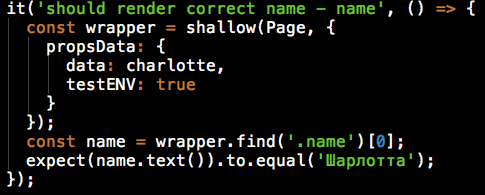 it('should render correct name - name', () => {
  const wrapper = shallow(Page, {
    propsData: {
      data: charlotte,
      testENV: true
    }
  });
  const name = wrapper.find('.name')[0];
  expect(name.text()).to.equal('Шарлотта');
});